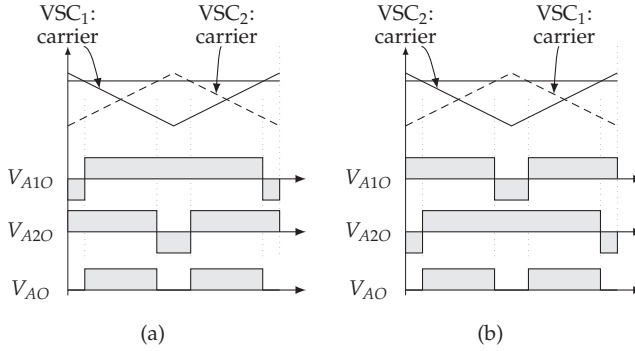 VSC1:
carrier
VSC2:
carrier
VA1O
VA2O
VAO
(a)
VSC2:
carrier
VSC1:
carrier
VA1O
VA2O
VAO
(b)